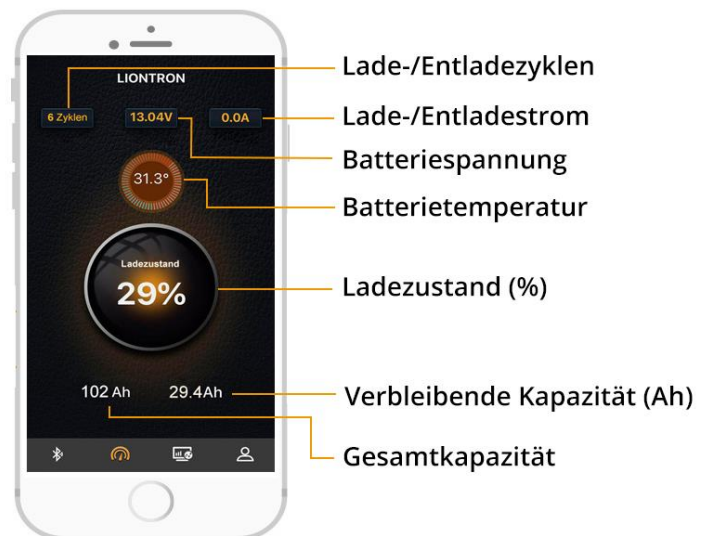 LIONTRON
6 Zyklen
13.04V
0.0A
31.3°
Ladezustand
29%
102 Ah
29.4Ah
Lade-/Entladezyklen
Lade-/Entladestrom
Batteriespannung
Batterietemperatur
Ladezustand (%)
Verbleibende Kapazität (Ah)
Gesamtkapazität